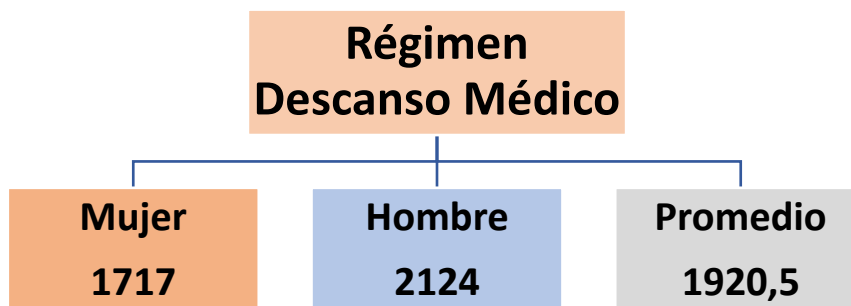 Régimen
Descanso Médico
Mujer
1717
Hombre
2124
Promedio
1920,5